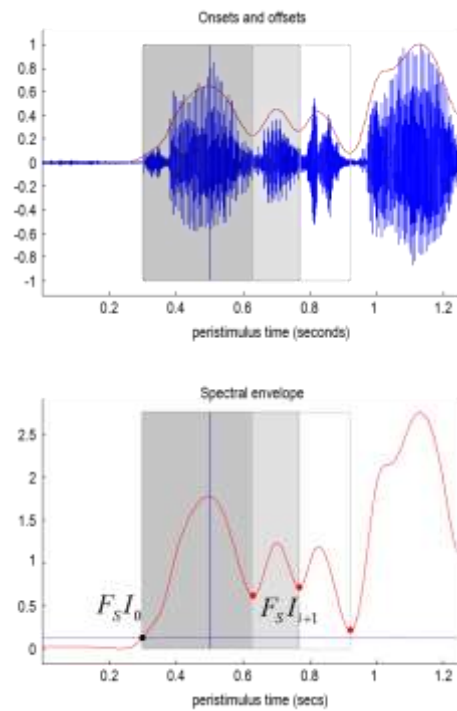 Onsets and offsets
1
0.8
0.6
0.4
0.2
0
-0.2
-0.4
-0.6
-0.8
-1
0.2 0.4 0.6 0.8 1 1.2
peristimulus time (seconds)
Spectral envelope
2.5
2
1.5
1
0.5
0
F_S I_0 F_S I_{i+1}
0.2 0.4 0.6 0.8 1 1.2
peristimulus time (secs)